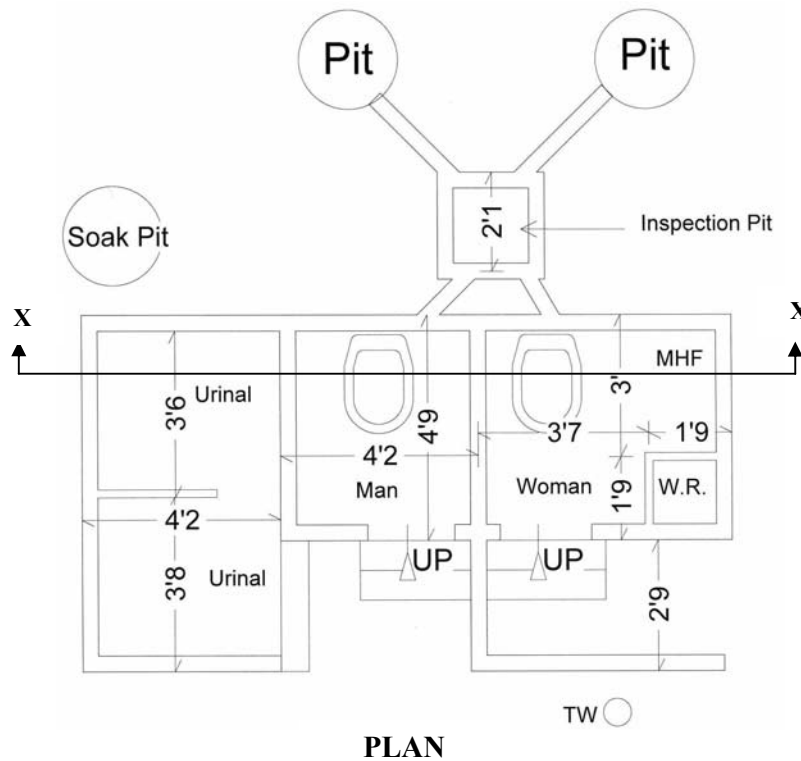 Pit
Pit
2'1
Inspection Pit
Soak Pit
X
X
Urinal
3'6
4'9
3'
MHF
4'2
3'7
1'9
Man
Woman
1'9
W.R.
4'2
Urinal
3'8
UP
UP
2'9
TW
PLAN